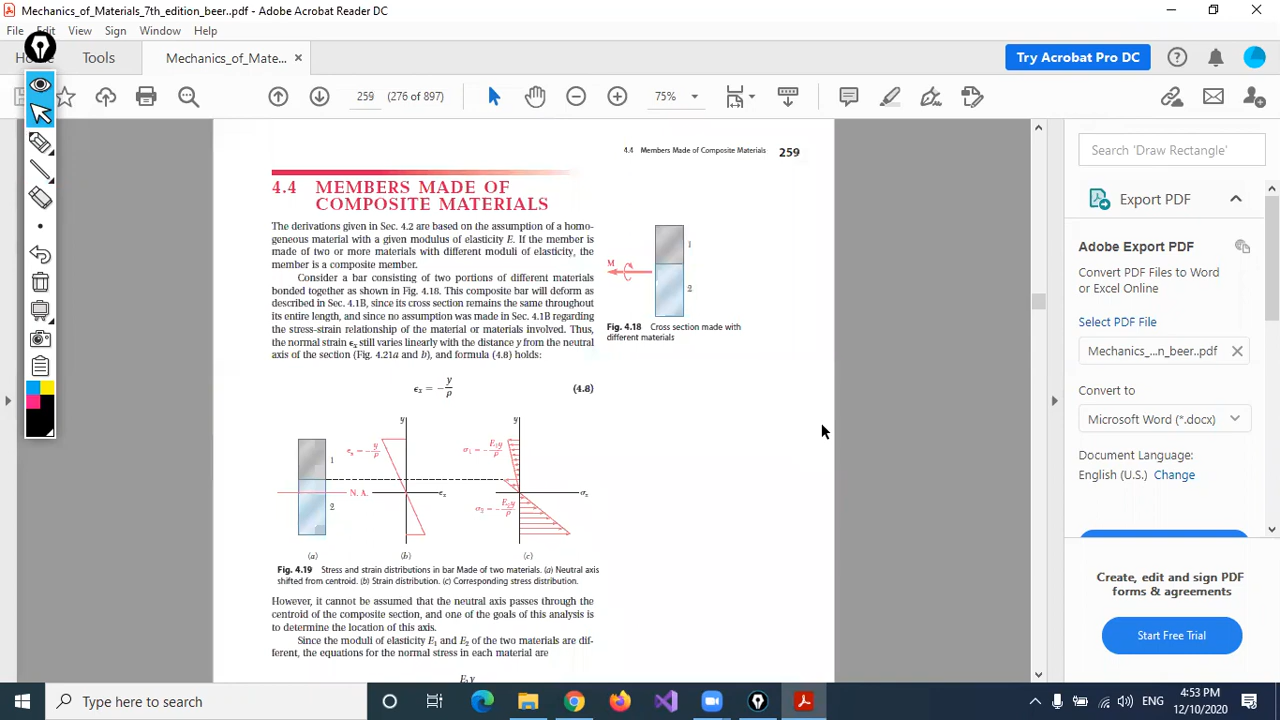 Mechanics_of_Materials_7th_edition_beer..pdf - Adobe Acrobat Reader DC
File Edit View Sign Window Help
Tools
Mechanics_of_Mate... ×
Try Acrobat Pro DC
259 (276 of 897)
75%
4.4 Members Made of Composite Materials 259
4.4 MEMBERS MADE OF
COMPOSITE MATERIALS
The derivations given in Sec. 4.2 are based on the assumption of a homo-
geneous material with a given modulus of elasticity E. If the member is
made of two or more materials with different moduli of elasticity, the
member is a composite member.
Consider a bar consisting of two portions of different materials
bonded together as shown in Fig. 4.18. This composite bar will deform as
described in Sec. 4.1B, since its cross section remains the same throughout
its entire length, and since no assumption was made in Sec. 4.1B regarding
the stress-strain relationship of the material or materials involved. Thus,
the normal strain ϵx still varies linearly with the distance y from the neutral
axis of the section (Fig. 4.21a and b), and formula (4.8) holds:
ϵx = − y/ρ (4.8)
M
1
2
Fig. 4.18 Cross section made with
different materials
1
2
N. A.
y
ϵx = − y/ρ
ϵx
y
σ1 = − E1y/ρ
σ2 = − E2y/ρ
σx
(a) (b) (c)
Fig. 4.19 Stress and strain distributions in bar Made of two materials. (a) Neutral axis
shifted from centroid. (b) Strain distribution. (c) Corresponding stress distribution.
However, it cannot be assumed that the neutral axis passes through the
centroid of the composite section, and one of the goals of this analysis is
to determine the location of this axis.
Since the moduli of elasticity E1 and E2 of the two materials are dif-
ferent, the equations for the normal stress in each material are
E1y
Search 'Draw Rectangle'
Export PDF
Adobe Export PDF
Convert PDF Files to Word
or Excel Online
Select PDF File
Mechanics_...n_beer..pdf
Convert to
Microsoft Word (*.docx)
Document Language:
English (U.S.) Change
Create, edit and sign PDF
forms & agreements
Start Free Trial
Type here to search
4:53 PM
12/10/2020